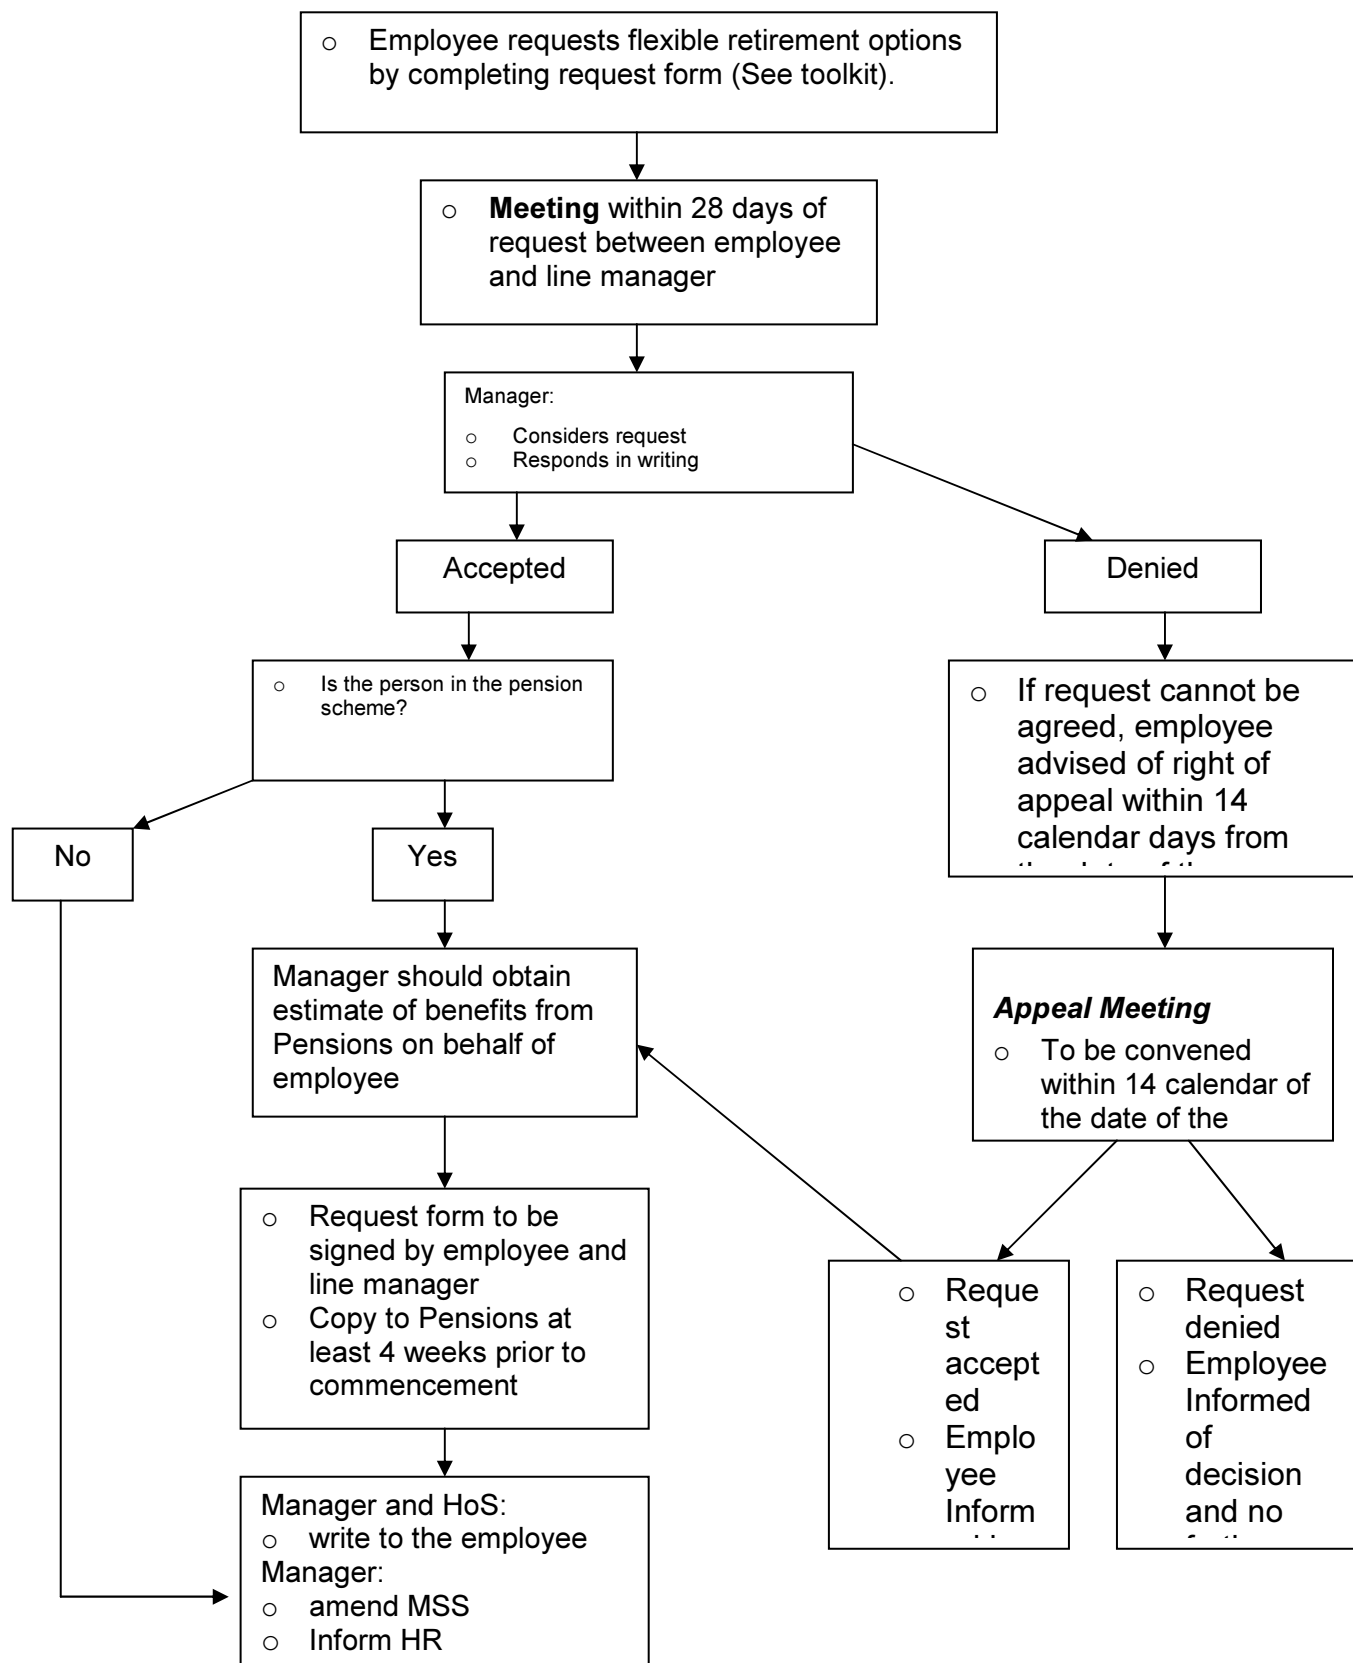 ○ Employee requests flexible retirement options
by completing request form (See toolkit).
○ Meeting within 28 days of
request between employee
and line manager
Manager:
○ Considers request
○ Responds in writing
Accepted
Denied
○ Is the person in the pension
scheme?
○ If request cannot be
agreed, employee
advised of right of
appeal within 14
calendar days from
No
Yes
Manager should obtain
estimate of benefits from
Pensions on behalf of
employee
Appeal Meeting
○ To be convened
within 14 calendar of
the date of the
○ Request form to be
signed by employee and
line manager
○ Copy to Pensions at
least 4 weeks prior to
commencement
○ Reque
st
accept
ed
○ Emplo
yee
Inform
○ Request
denied
○ Employee
Informed
of
decision
and no
Manager and HoS:
○ write to the employee
Manager:
○ amend MSS
○ Inform HR